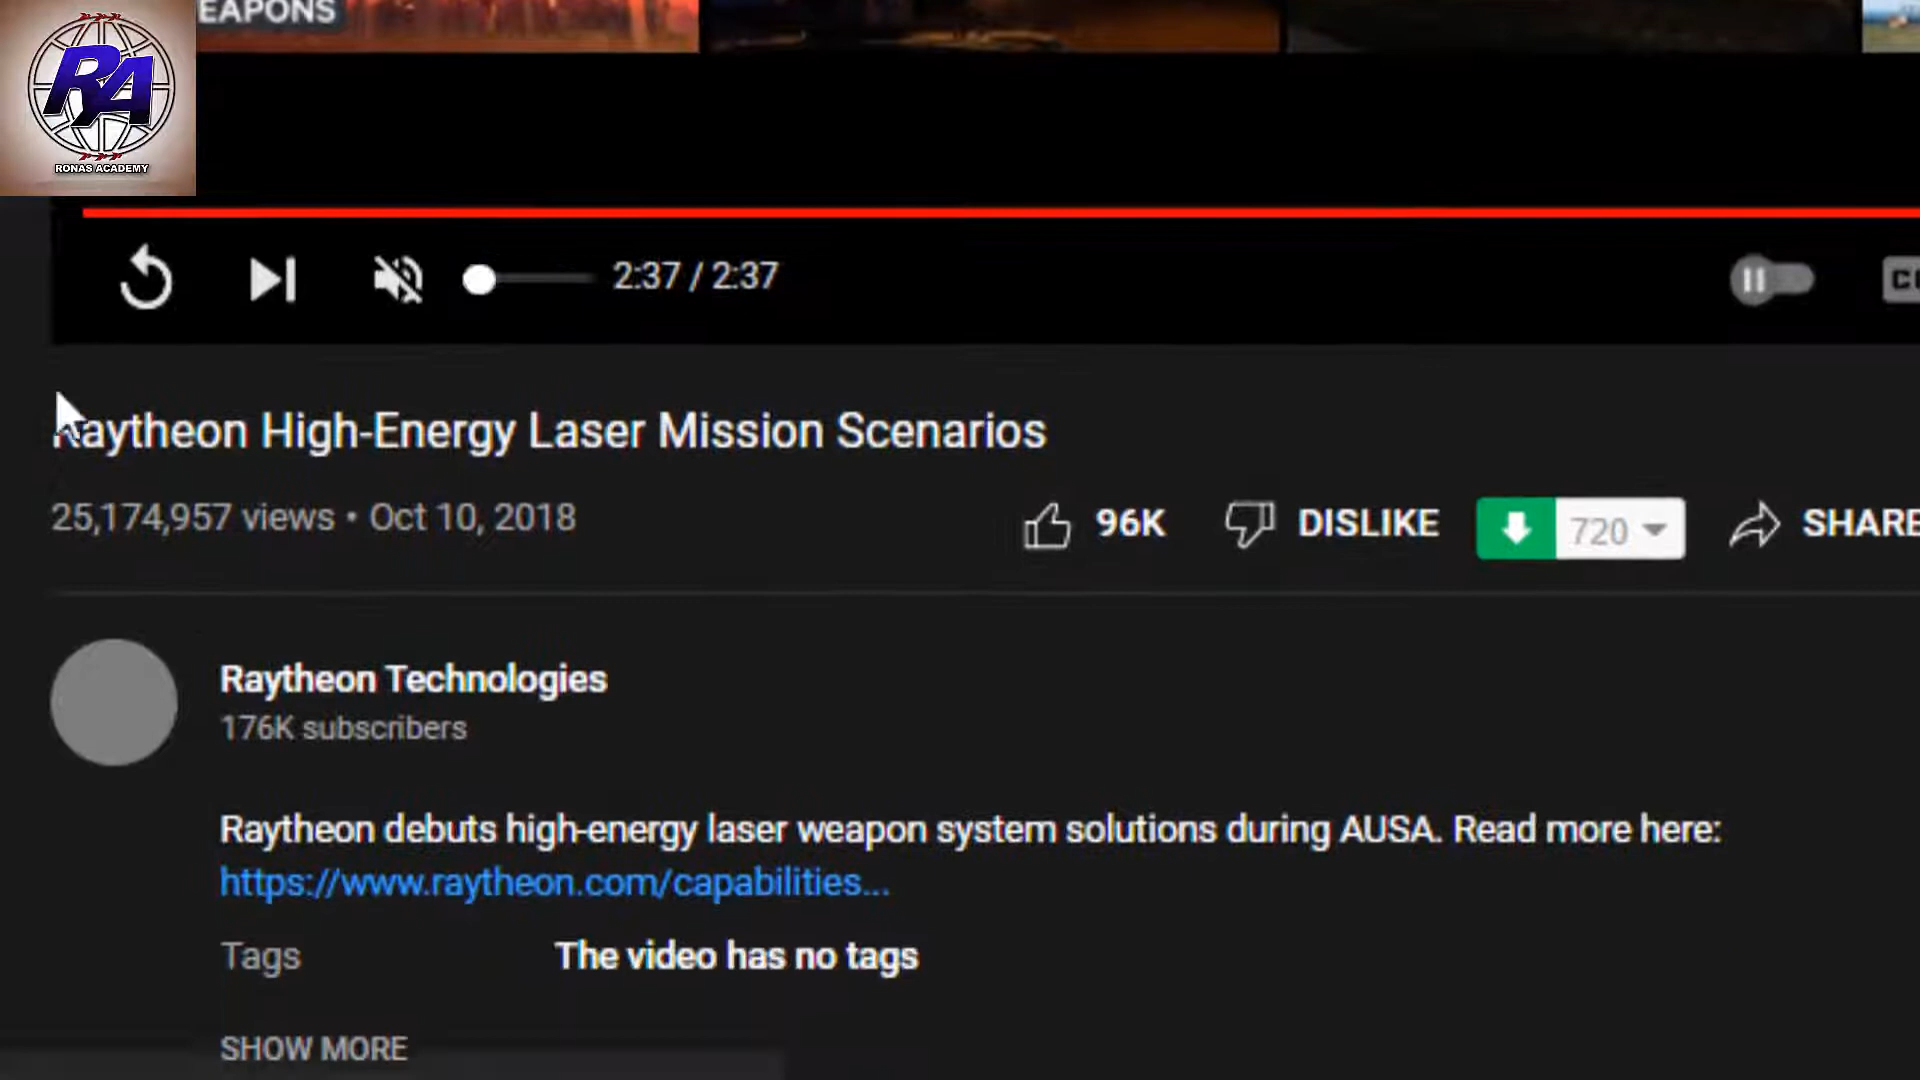 EAPONS
RA
RONAS ACADEMY
2:37 / 2:37
Raytheon High-Energy Laser Mission Scenarios
25,174,957 views • Oct 10, 2018
96K
DISLIKE
720
SHARE
Raytheon Technologies
176K subscribers
Raytheon debuts high-energy laser weapon system solutions during AUSA. Read more here:
https://www.raytheon.com/capabilities...
Tags
The video has no tags
SHOW MORE